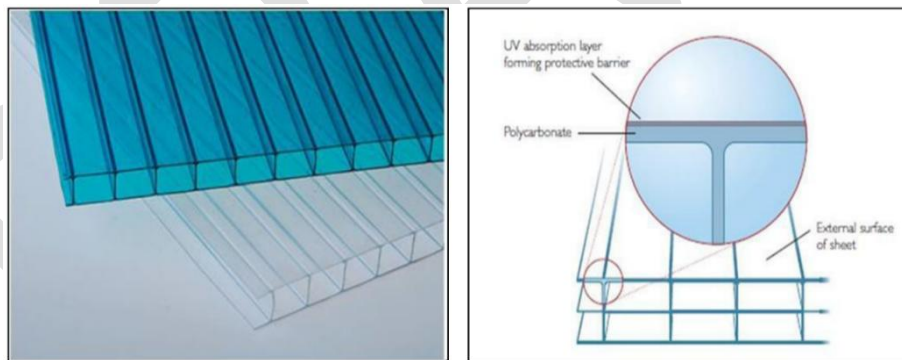 UV absorption layer
forming protective barrier
Polycarbonate
External surface
of sheet